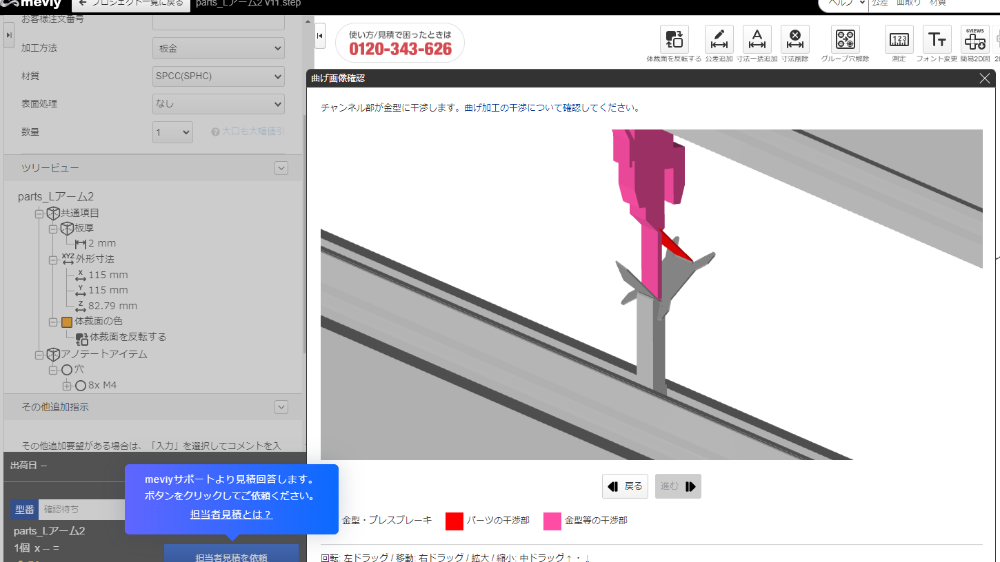 meviy
プロジェクト一覧に戻る
parts_Lアーム2 v11.step
ヘルプ
公差
面取り
材質
お客様注文番号
加工方法
板金
材質
SPCC(SPHC)
表面処理
なし
数量
1
大口も大幅値引
ツリービュー
parts_Lアーム2
共通項目
板厚
2 mm
XYZ
外形寸法
X
115 mm
Y
115 mm
Z
82.79 mm
体裁面の色
体裁面を反転する
アノテートアイテム
穴
8x M4
その他追加指示
その他追加要望がある場合は、「入力」を選択してコメントを入
出荷日 --
型番
確認待ち
parts_Lアーム2
1個 x -- =
meviyサポートより見積回答します。
ボタンをクリックしてご依頼ください。
担当者見積とは？
担当者見積を依頼
使い方/見積で困ったときは
0120-343-626
体裁面を反転する
公差追加
寸法一括追加
寸法削除
グループ穴解除
測定
フォント変更
6VIEWS
簡易2D図
曲げ画像確認
チャンネル部が金型に干渉します。曲げ加工の干渉について確認してください。
戻る
進む
金型・プレスブレーキ
パーツの干渉部
金型等の干渉部
回転: 左ドラッグ / 移動: 右ドラッグ / 拡大 / 縮小: 中ドラッグ ↑ ・ ↓